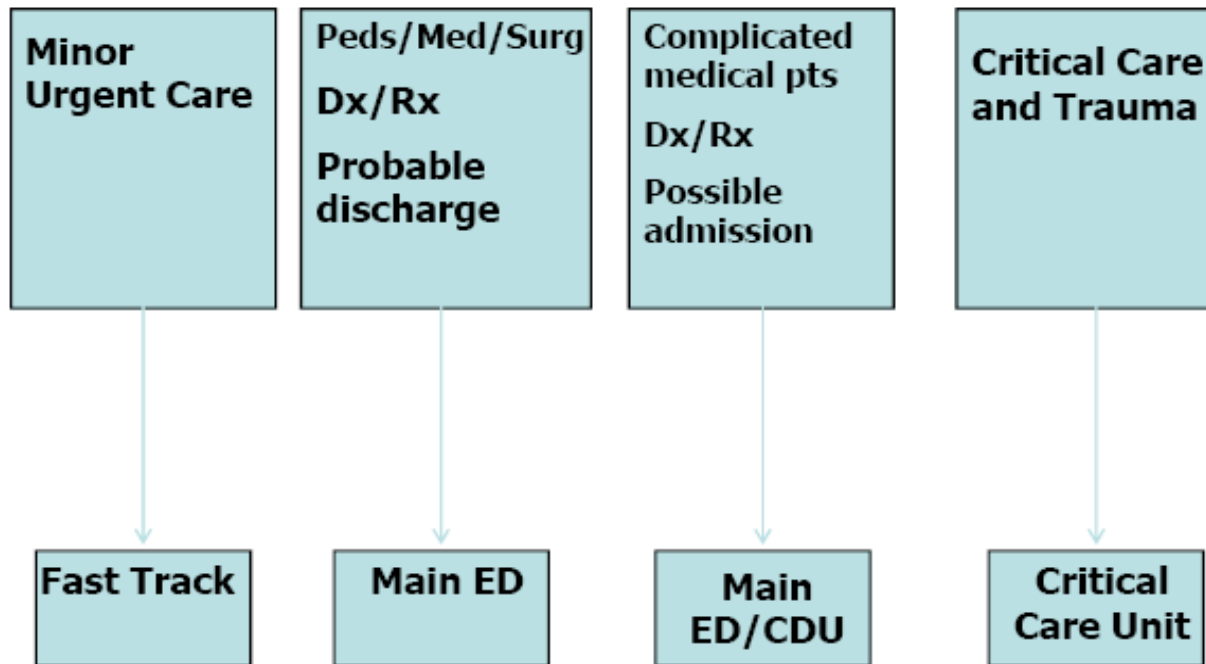 Minor
Urgent Care
Peds/Med/Surg
Dx/Rx
Probable
discharge
Complicated
medical pts
Dx/Rx
Possible
admission
Critical Care
and Trauma
Fast Track
Main ED
Main
ED/CDU
Critical
Care Unit